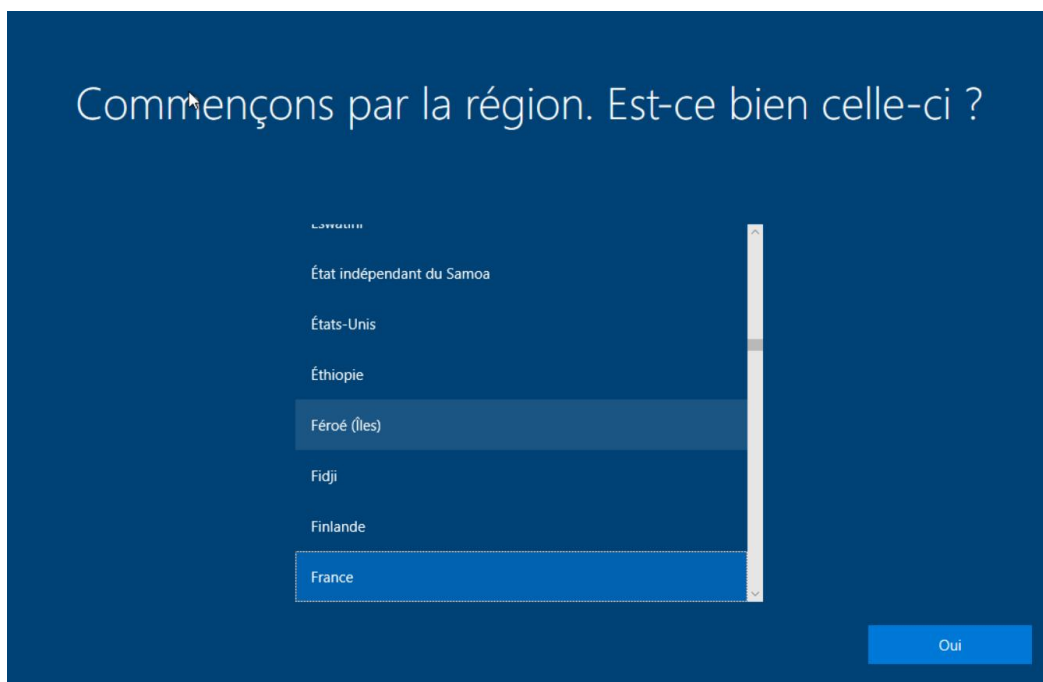 Commençons par la région. Est-ce bien celle-ci ?
État indépendant du Samoa
États-Unis
Éthiopie
Féroé (Îles)
Fidji
Finlande
France
Oui